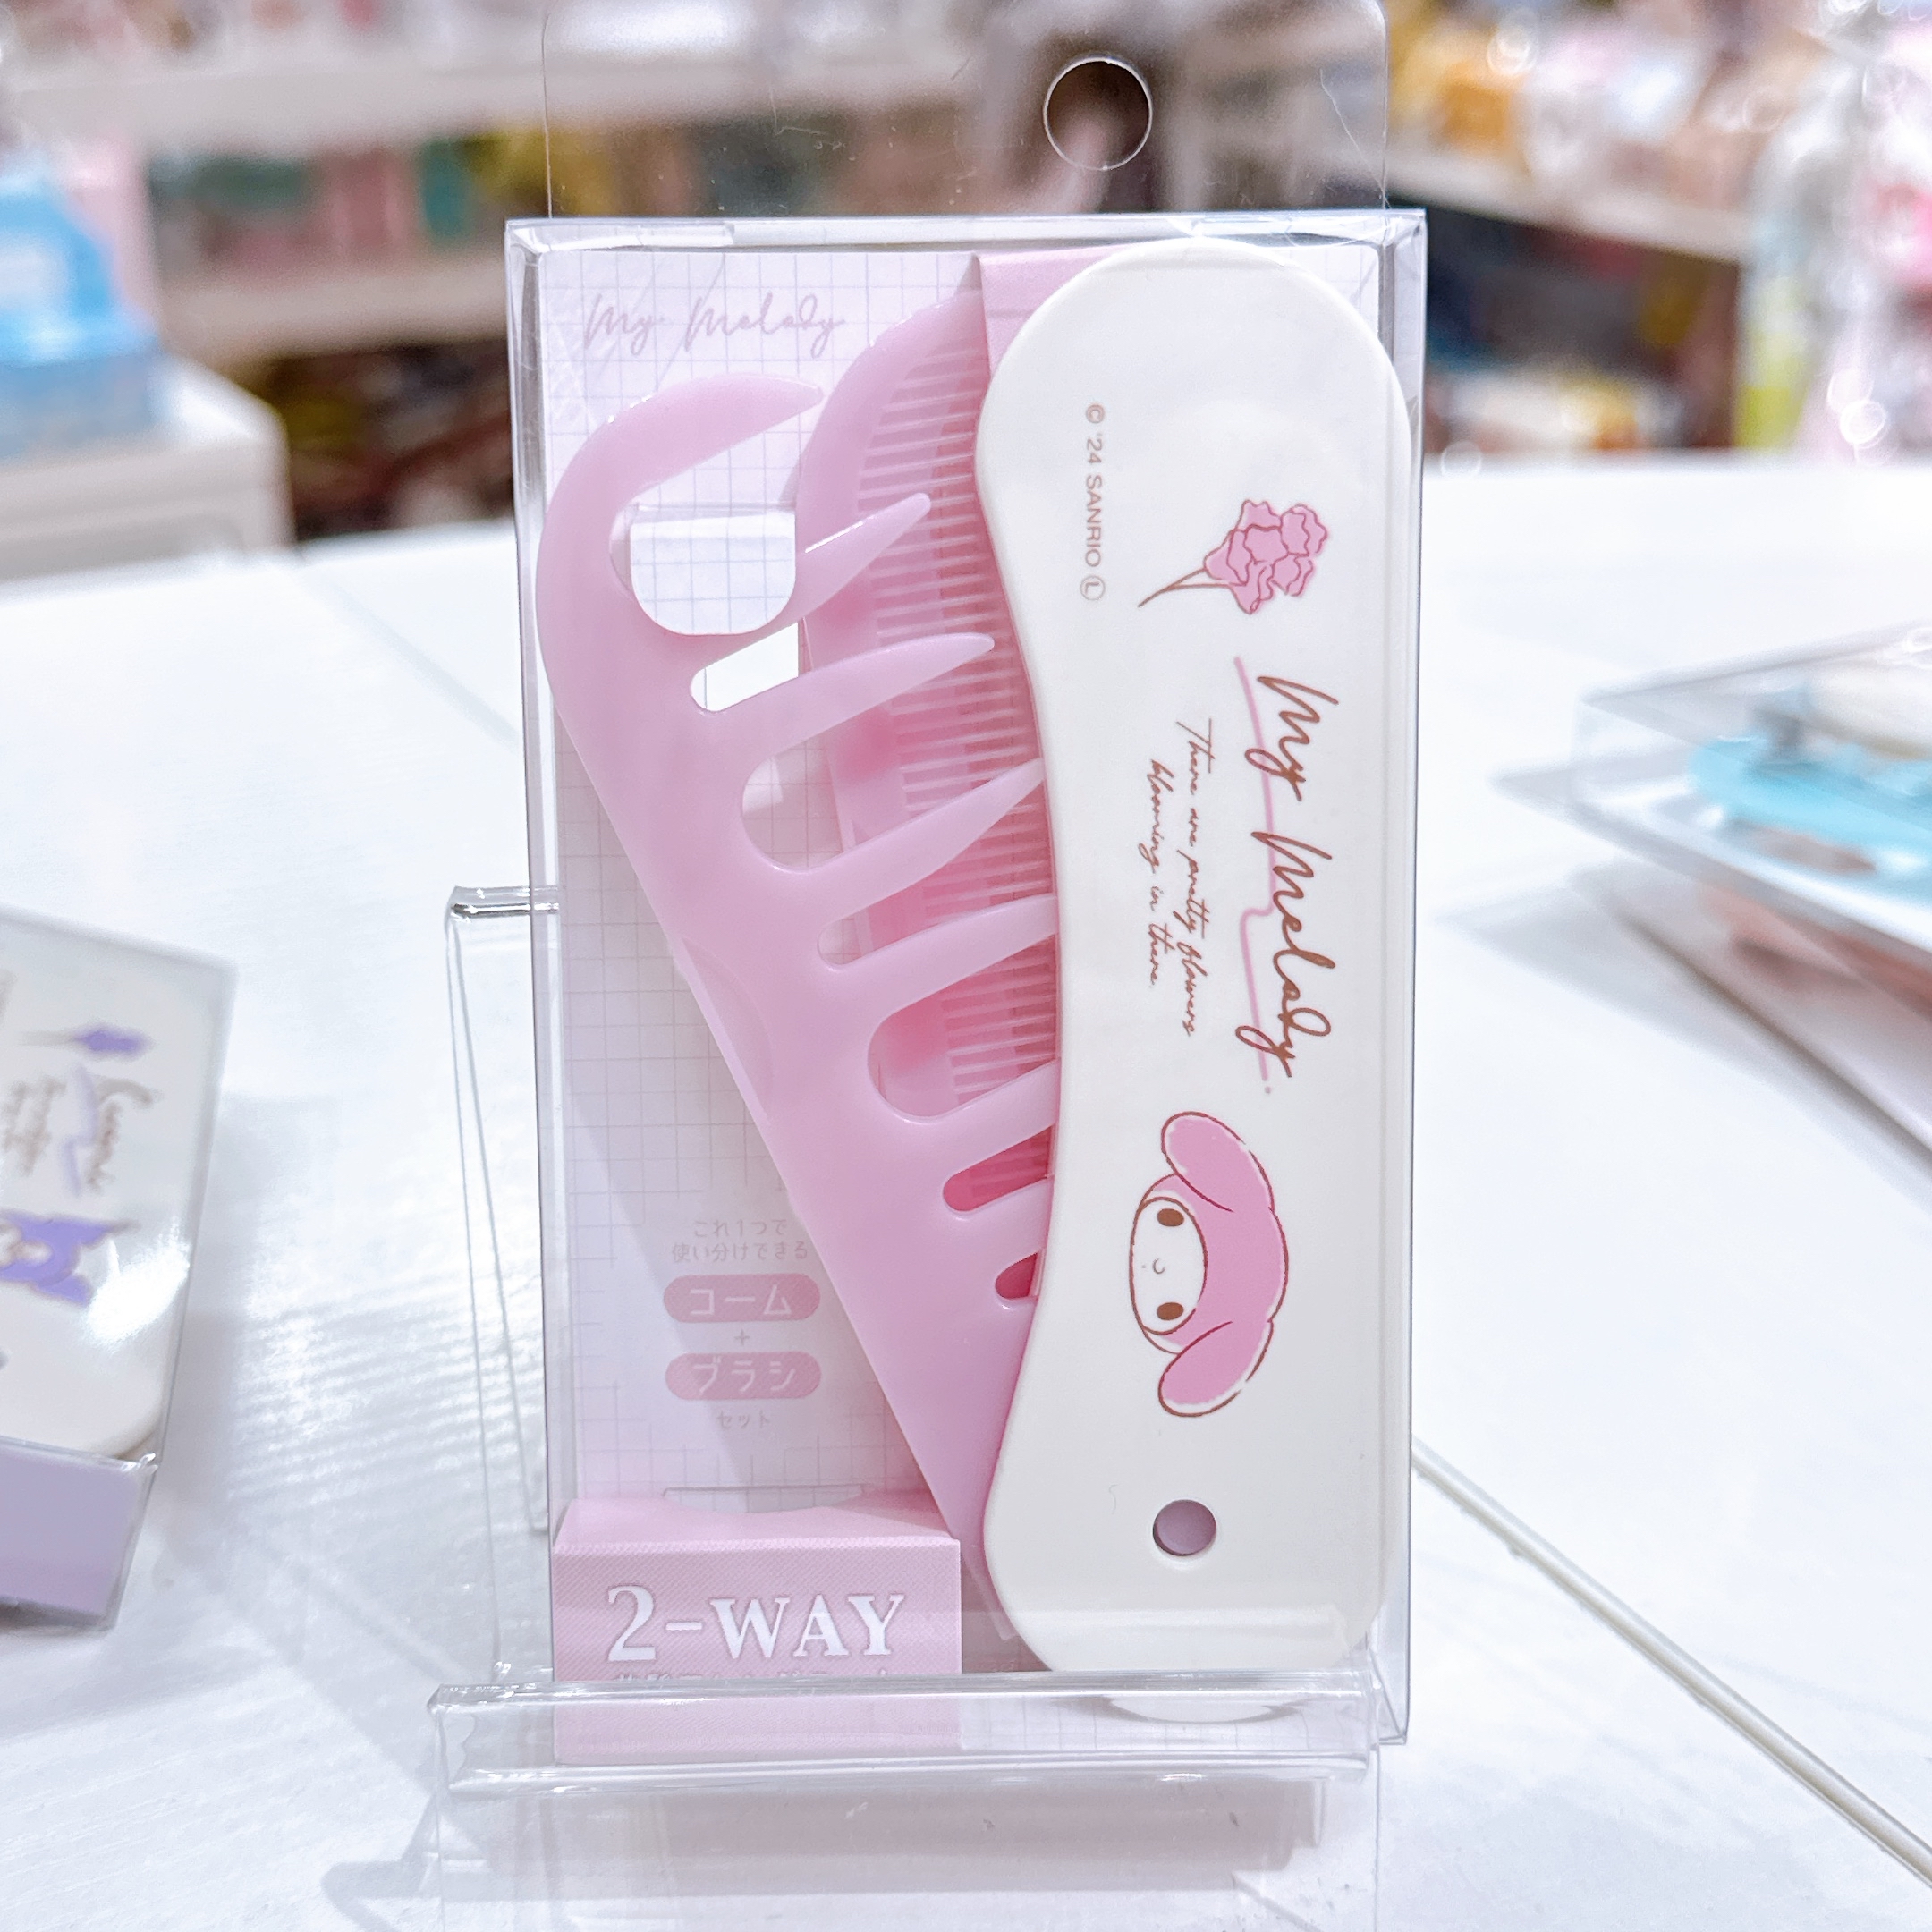 My Melody
© '24 SANRIO Ⓛ
My Melody
There are pretty flowers
blooming in there.
これ1つで
使い分けできる
コーム
+
ブラシ
セット
2-WAY